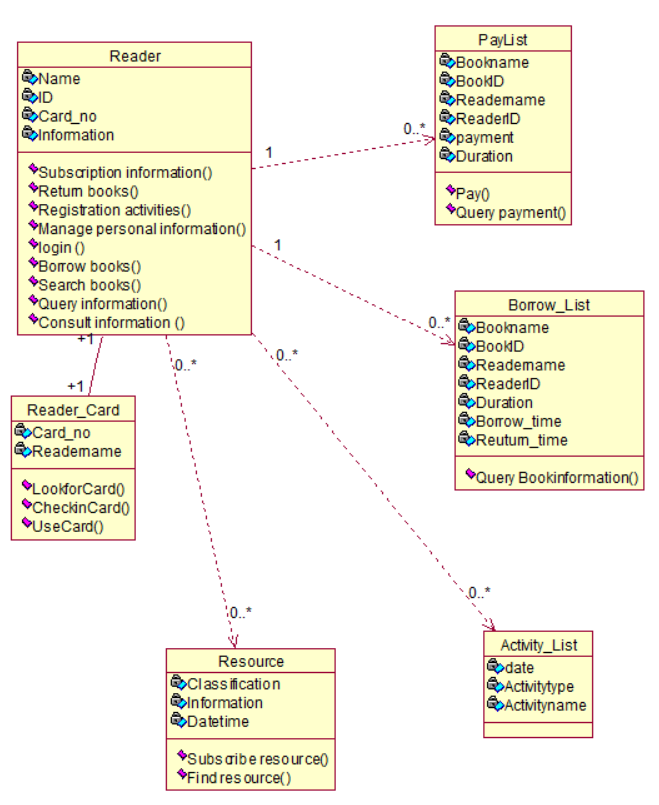 Reader
Name
ID
Card_no
Information
Subscription information()
Return books()
Registration activities()
Manage personal information()
login ()
Borrow books()
Search books()
Query information()
Consult information ()
PayList
Bookname
BookID
Readername
ReaderID
payment
Duration
Pay()
Query payment()
1
0..*
1
0..*
Borrow_List
Bookname
BookID
Readername
ReaderID
Duration
Borrow_time
Reuturn_time
Query Bookinformation()
+1
+1
Reader_Card
Card_no
Readername
LookforCard()
CheckinCard()
UseCard()
0..*
0..*
0..*
0..*
Resource
Classification
Information
Datetime
Subscribe resource()
Find resource()
Activity_List
date
Activitytype
Activityname